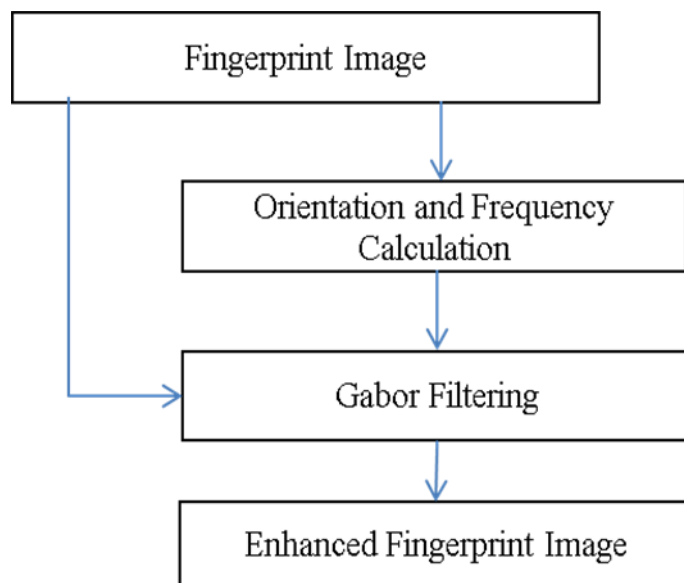 Fingerprint Image
Orientation and Frequency
Calculation
Gabor Filtering
Enhanced Fingerprint Image